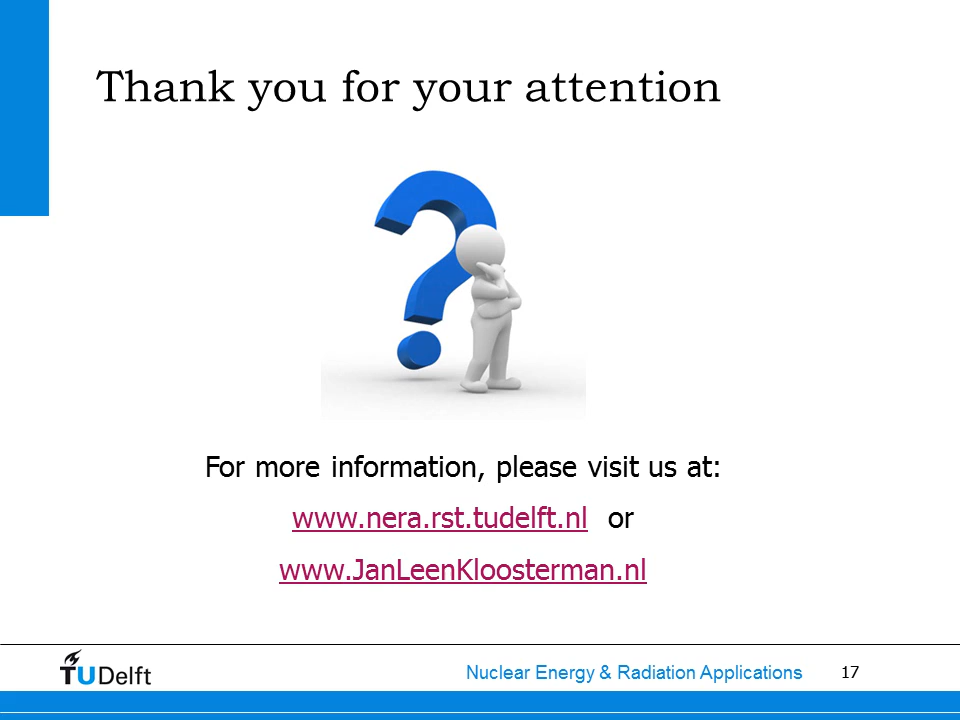 Thank you for your attention
For more information, please visit us at:
www.nera.rst.tudelft.nl or
www.JanLeenKloosterman.nl
TUDelft
Nuclear Energy & Radiation Applications
17